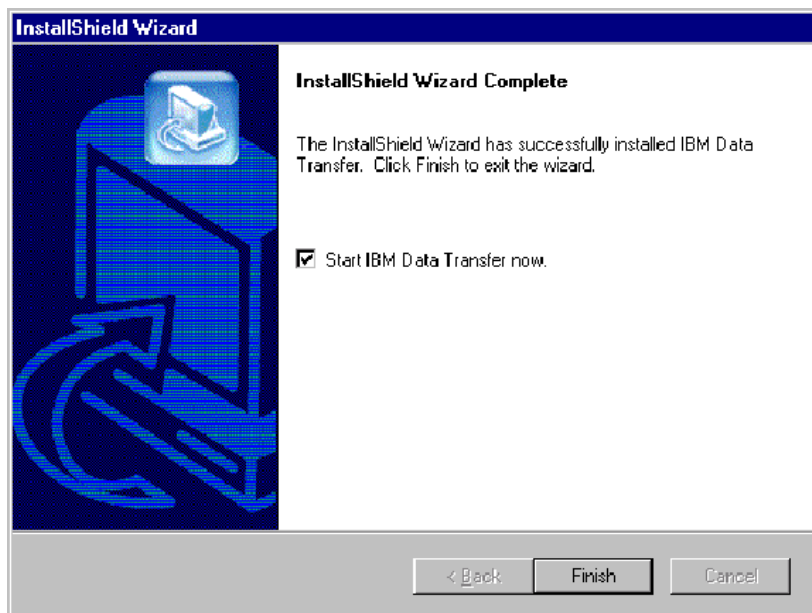 InstallShield Wizard
InstallShield Wizard Complete
The InstallShield Wizard has successfully installed IBM Data
Transfer. Click Finish to exit the wizard.
Start IBM Data Transfer now.
< Back Finish Cancel